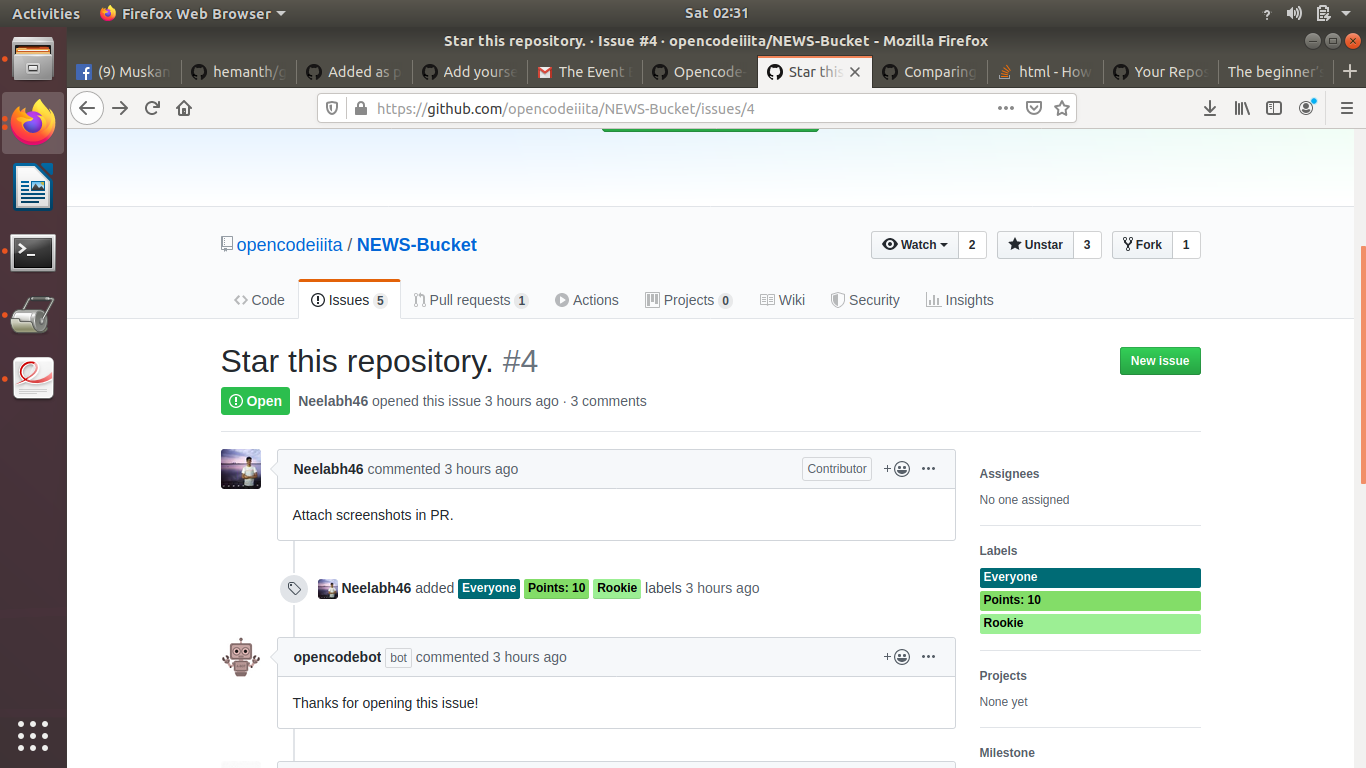 Activities Firefox Web Browser Sat 02:31
Star this repository. · Issue #4 · opencodeiiita/NEWS-Bucket - Mozilla Firefox
(9) Muskan hemanth/g Added as p Add yourse The Event Opencode- Star this Comparing html - How Your Repos The beginner's
https://github.com/opencodeiiita/NEWS-Bucket/issues/4
opencodeiiita / NEWS-Bucket
Watch 2 Unstar 3 Fork 1
Code Issues 5 Pull requests 1 Actions Projects 0 Wiki Security Insights
Star this repository. #4
New issue
Open Neelabh46 opened this issue 3 hours ago · 3 comments
Neelabh46 commented 3 hours ago Contributor
Attach screenshots in PR.
Neelabh46 added Everyone Points: 10 Rookie labels 3 hours ago
opencodebot bot commented 3 hours ago
Thanks for opening this issue!
Assignees
No one assigned
Labels
Everyone
Points: 10
Rookie
Projects
None yet
Milestone